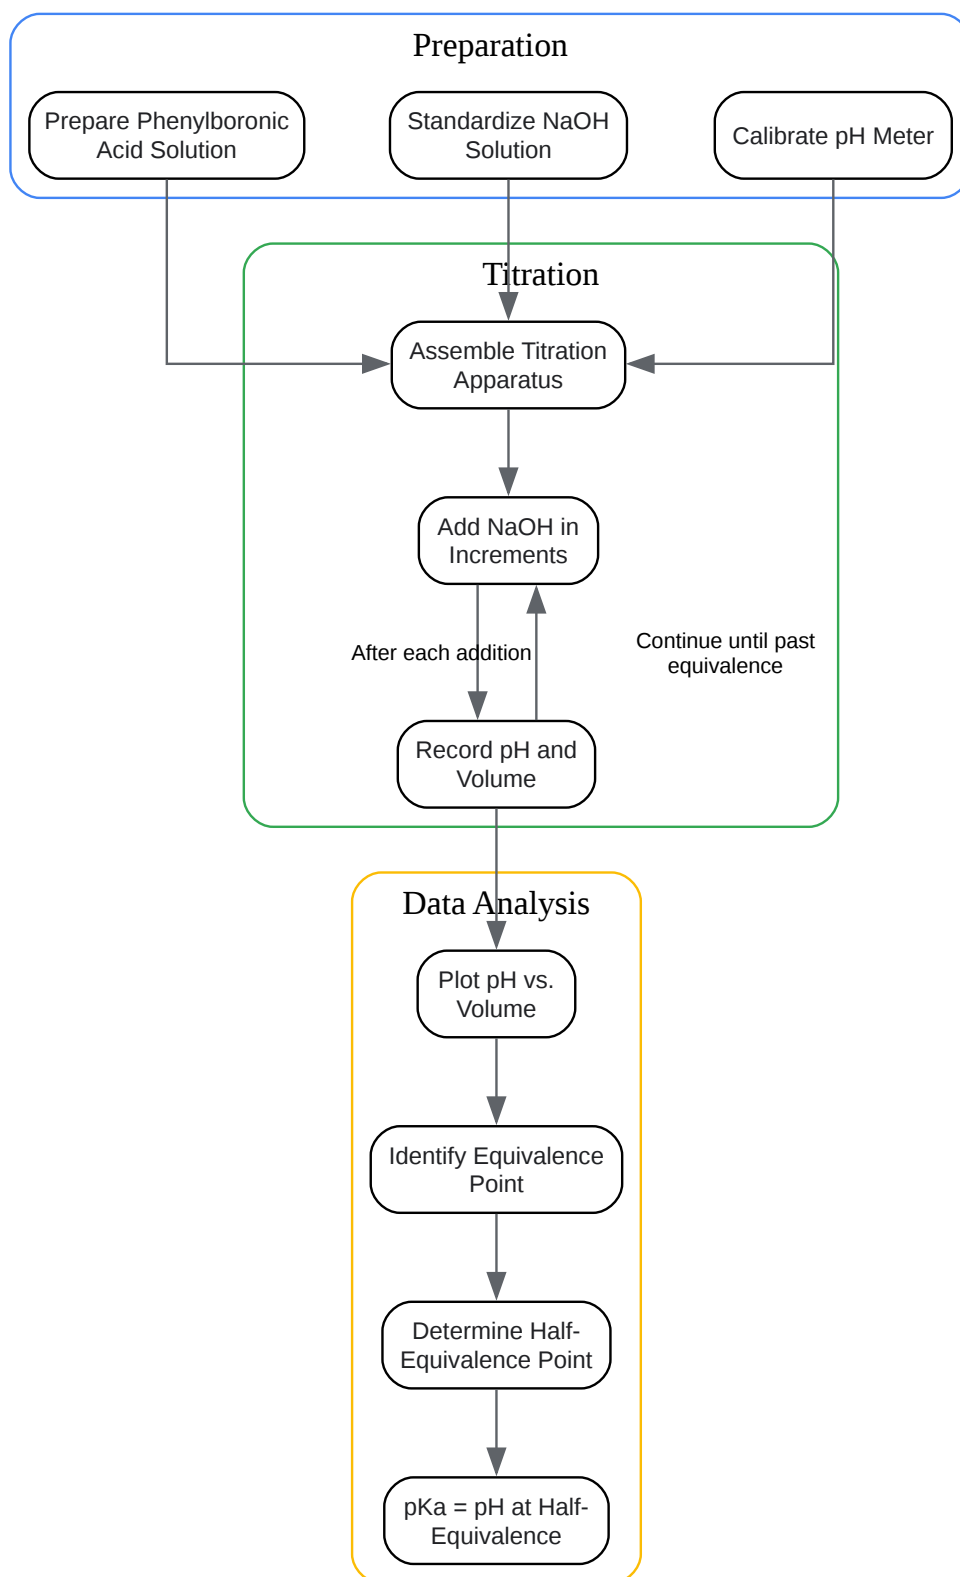 Preparation
Prepare Phenylboronic
Acid Solution
Standardize NaOH
Solution
Calibrate pH Meter
Titration
Assemble Titration
Apparatus
Add NaOH in
Increments
After each addition
Continue until past
equivalence
Record pH and
Volume
Data Analysis
Plot pH vs.
Volume
Identify Equivalence
Point
Determine Half-
Equivalence Point
pKa = pH at Half-
Equivalence